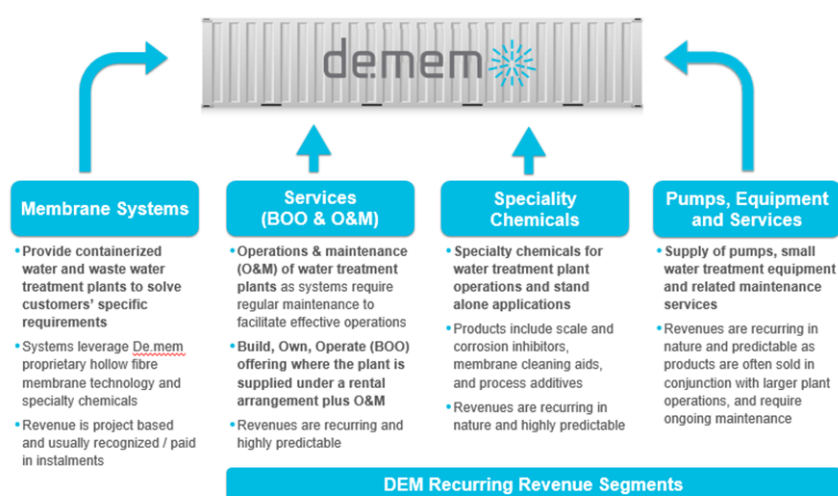 de.mem
Membrane Systems
• Provide containerized
water and waste water
treatment plants to solve
customers' specific
requirements
• Systems leverage De.mem
proprietary hollow fibre
membrane technology and
specialty chemicals
• Revenue is project based
and usually recognized / paid
in instalments
Services
(BOO & O&M)
• Operations & maintenance
(O&M) of water treatment
plants as systems require
regular maintenance to
facilitate effective operations
• Build, Own, Operate (BOO)
offering where the plant is
supplied under a rental
arrangement plus O&M
• Revenues are recurring and
highly predictable
Speciality
Chemicals
• Specialty chemicals for
water treatment plant
operations and stand
alone applications
• Products include scale and
corrosion inhibitors,
membrane cleaning aids,
and process additives
• Revenues are recurring in
nature and highly predictable
Pumps, Equipment
and Services
• Supply of pumps, small
water treatment equipment
and related maintenance
services
• Revenues are recurring in
nature and predictable as
products are often sold in
conjunction with larger plant
operations, and require
ongoing maintenance
DEM Recurring Revenue Segments